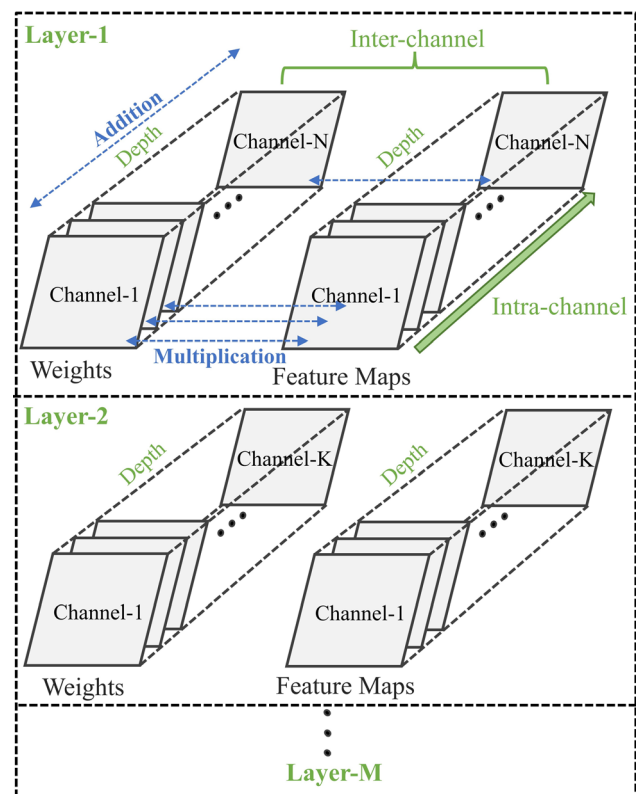 Layer-1
Inter-channel
Addition
Depth
Channel-N
Depth
Channel-N
Channel-1
Channel-1
Intra-channel
Multiplication
Weights
Feature Maps
Layer-2
Depth
Channel-K
Depth
Channel-K
Channel-1
Channel-1
Weights
Feature Maps
Layer-M